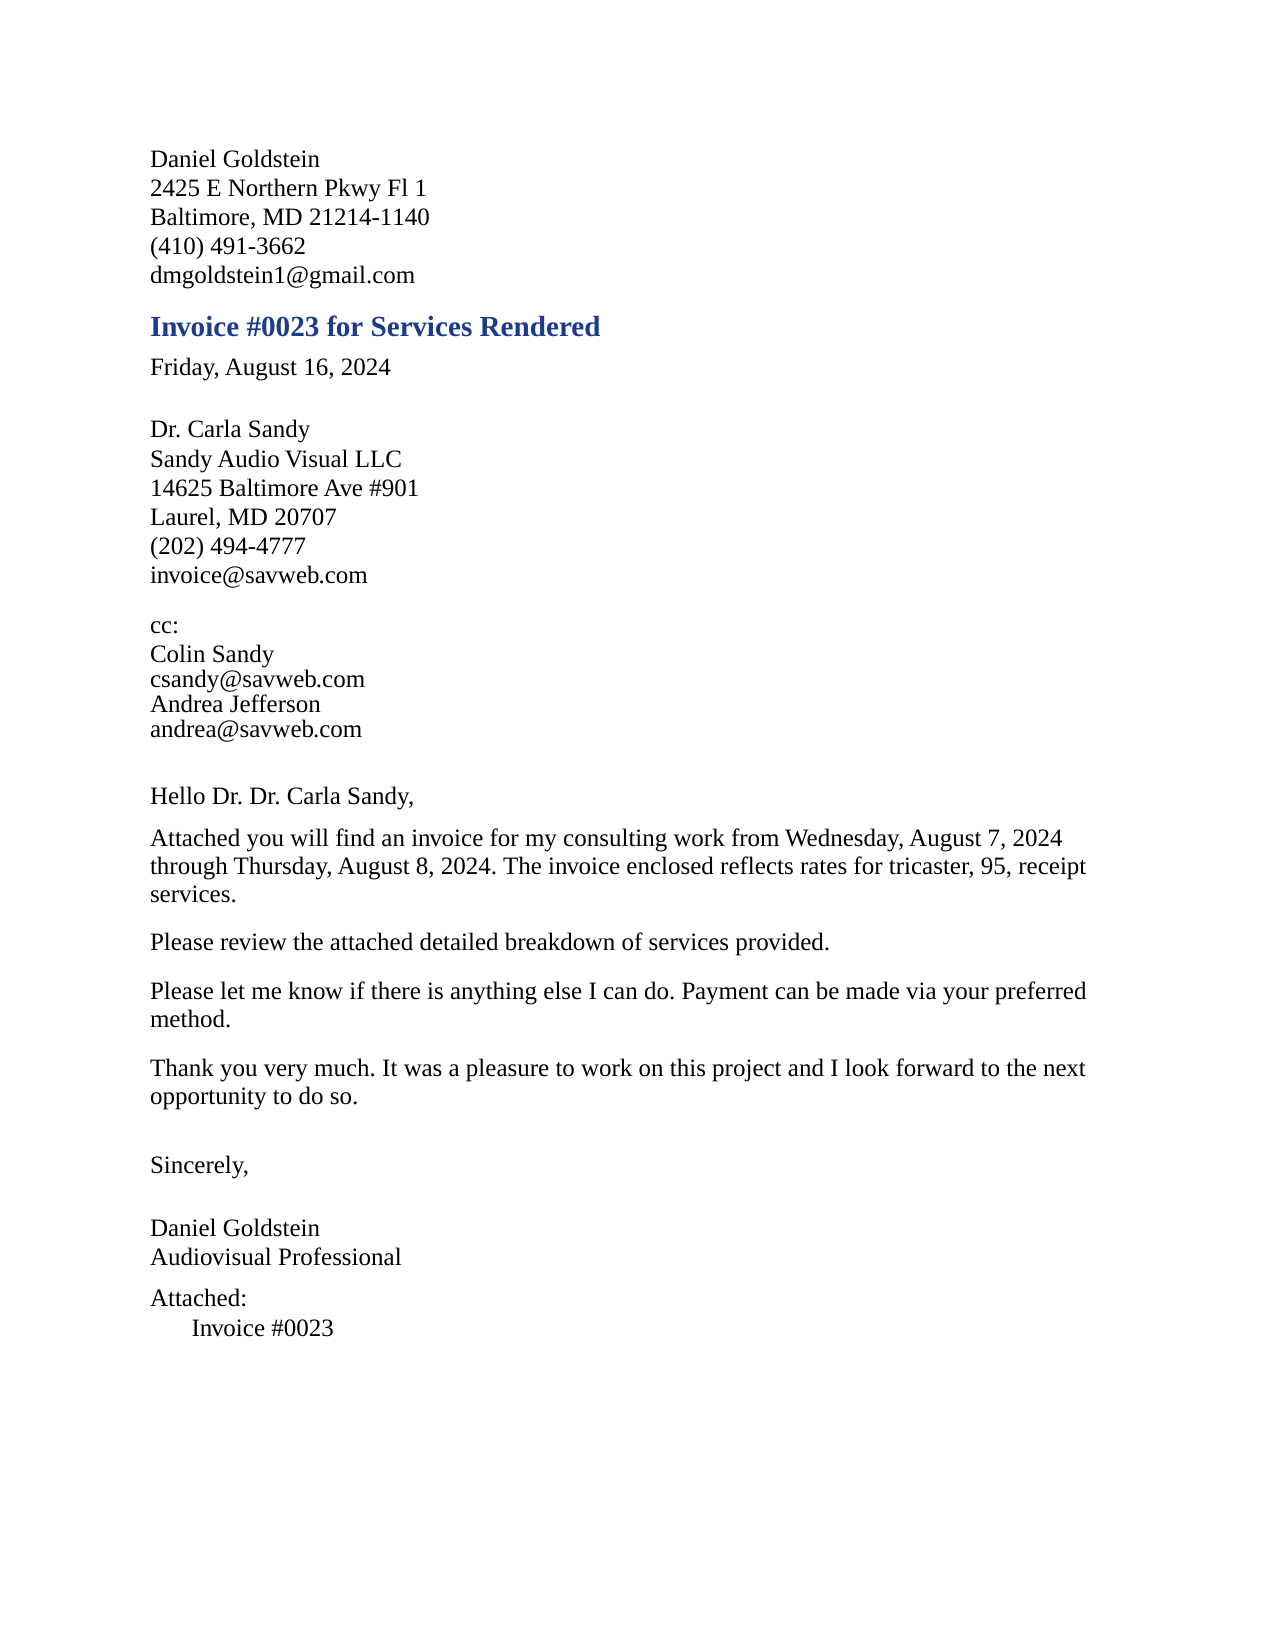 Daniel Goldstein
2425 E Northern Pkwy Fl 1
Baltimore, MD 21214-1140
(410) 491-3662
dmgoldstein1@gmail.com
Invoice #0023 for Services Rendered
Friday, August 16, 2024
Dr. Carla Sandy
Sandy Audio Visual LLC
14625 Baltimore Ave #901
Laurel, MD 20707
(202) 494-4777
invoice@savweb.com
cc:
Colin Sandy
csandy@savweb.com
Andrea Jefferson
andrea@savweb.com
Hello Dr. Dr. Carla Sandy,
Attached you will find an invoice for my consulting work from Wednesday, August 7, 2024
through Thursday, August 8, 2024. The invoice enclosed reflects rates for tricaster, 95, receipt
services.
Please review the attached detailed breakdown of services provided.
Please let me know if there is anything else I can do. Payment can be made via your preferred
method.
Thank you very much. It was a pleasure to work on this project and I look forward to the next
opportunity to do so.
Sincerely,
Daniel Goldstein
Audiovisual Professional
Attached:
Invoice #0023